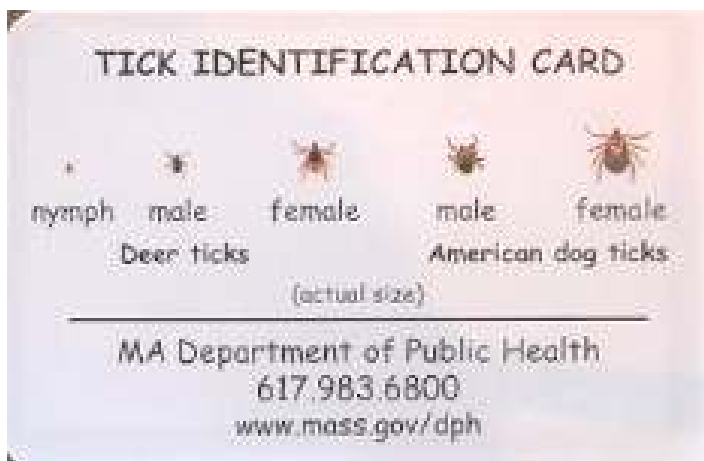 TICK IDENTIFICATION CARD
nymph male female male female
Deer ticks American dog ticks
(actual size)
MA Department of Public Health
617.983.6800
www.mass.gov/dph